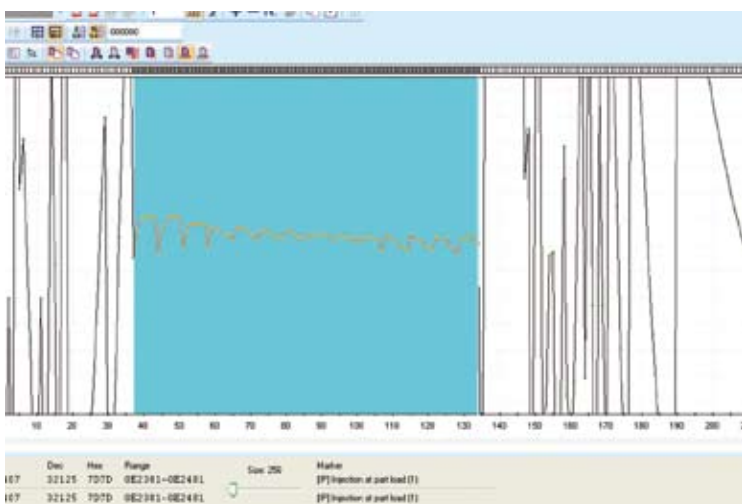 000000
10 20 30 40 50 60 70 80 90 100 110 120 130 140 150 160 170 180 190 200
Dec Hex Range Size: 256 Marker
32125 7D7D 0E2381-0E2481 [P] Injection at part load (1)
32125 7D7D 0E2381-0E2481 [P] Injection at part load (1)